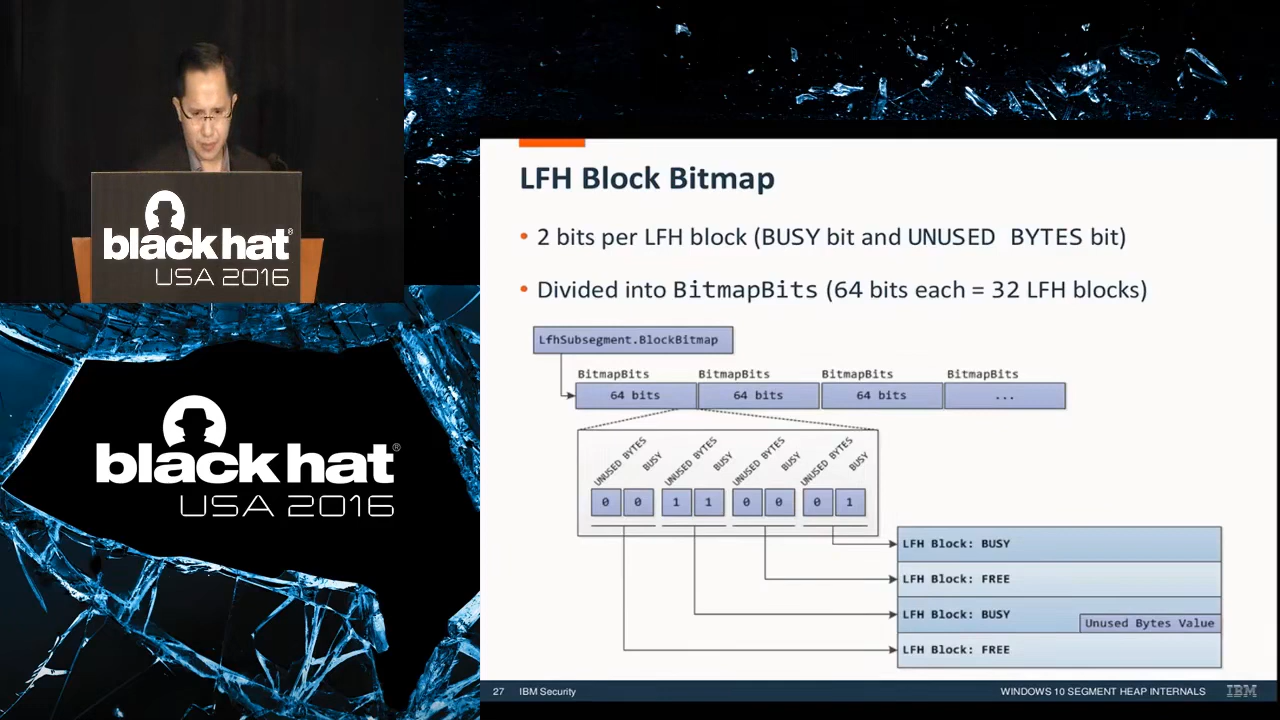 black hat®
USA 2016
black hat®
USA 2016
LFH Block Bitmap
• 2 bits per LFH block (BUSY bit and UNUSED BYTES bit)
• Divided into BitmapBits (64 bits each = 32 LFH blocks)
LfhSubsegment.BlockBitmap
BitmapBits BitmapBits BitmapBits BitmapBits
64 bits 64 bits 64 bits ...
UNUSED BYTES BUSY UNUSED BYTES BUSY UNUSED BYTES BUSY UNUSED BYTES BUSY
0 0 1 1 0 0 0 1
LFH Block: BUSY
LFH Block: FREE
LFH Block: BUSY
Unused Bytes Value
LFH Block: FREE
27 IBM Security WINDOWS 10 SEGMENT HEAP INTERNALS IBM